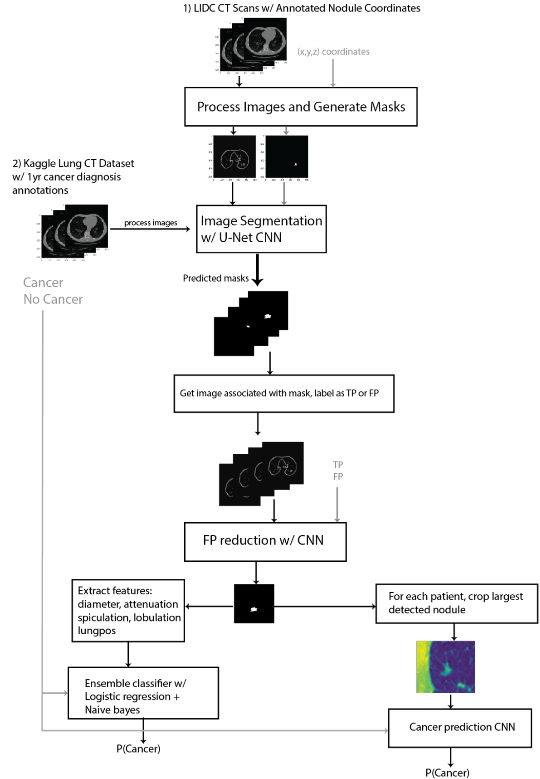 1) LIDC CT Scans w/ Annotated Nodule Coordinates
(x,y,z) coordinates
Process Images and Generate Masks
2) Kaggle Lung CT Dataset
w/ 1yr cancer diagnosis
annotations
process images
Image Segmentation
w/ U-Net CNN
Cancer
No Cancer
Predicted masks
Get image associated with mask, label as TP or FP
TP
FP
FP reduction w/ CNN
Extract features:
diameter, attenuation
spiculation, lobulation
lungpos
For each patient, crop largest
detected nodule
Ensemble classifier w/
Logistic regression +
Naive bayes
Cancer prediction CNN
P(Cancer)
P(Cancer)